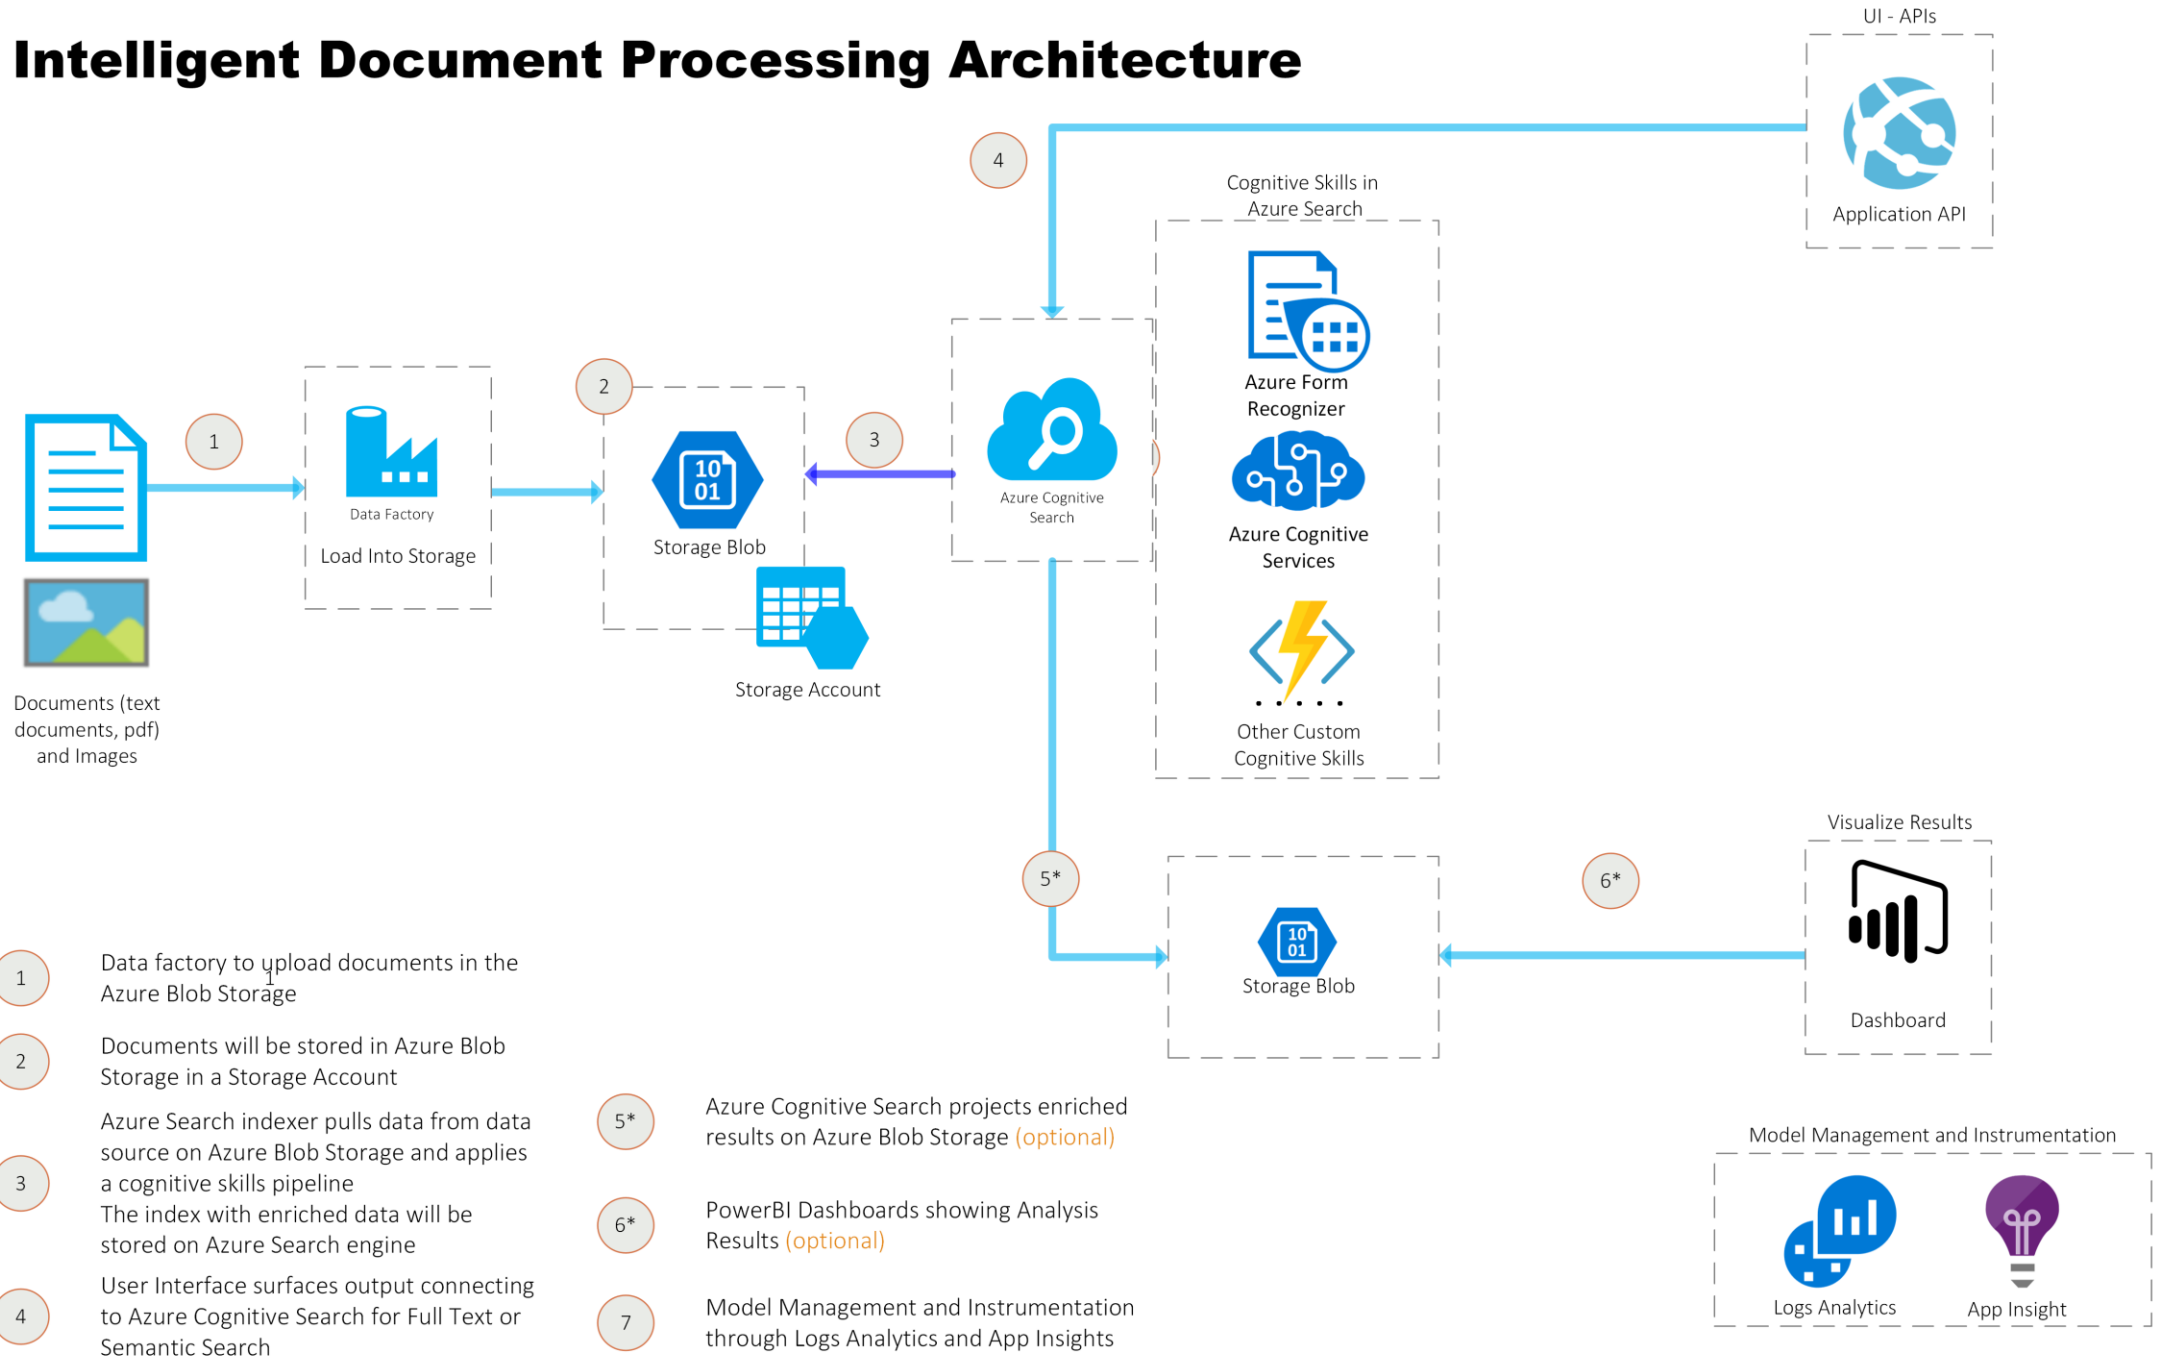 Intelligent Document Processing Architecture
UI - APIs
Application API
4
Cognitive Skills in
Azure Search
Azure Form
Recognizer
Azure Cognitive
Services
Other Custom
Cognitive Skills
1
Data Factory
Load Into Storage
2
10
01
Storage Blob
Storage Account
3
Azure Cognitive
Search
Documents (text
documents, pdf)
and Images
5*
10
01
Storage Blob
6*
Visualize Results
Dashboard
1
Data factory to upload documents in the
Azure Blob Storage
1
2
Documents will be stored in Azure Blob
Storage in a Storage Account
3
Azure Search indexer pulls data from data
source on Azure Blob Storage and applies
a cognitive skills pipeline
The index with enriched data will be
stored on Azure Search engine
4
User Interface surfaces output connecting
to Azure Cognitive Search for Full Text or
Semantic Search
5*
Azure Cognitive Search projects enriched
results on Azure Blob Storage (optional)
6*
PowerBI Dashboards showing Analysis
Results (optional)
7
Model Management and Instrumentation
through Logs Analytics and App Insights
Model Management and Instrumentation
Logs Analytics
App Insight